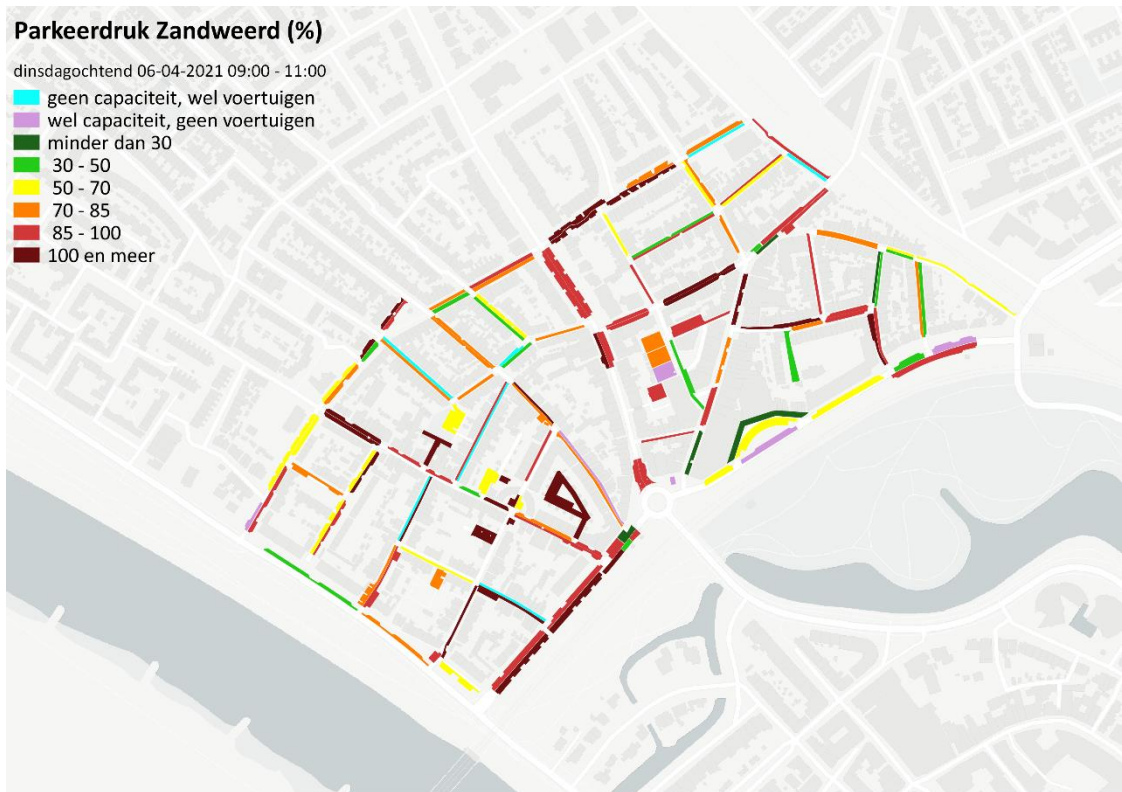 Parkeerdruk Zandweerd (%)
dinsdagochtend 06-04-2021 09:00 - 11:00
geen capaciteit, wel voertuigen
wel capaciteit, geen voertuigen
minder dan 30
30 - 50
50 - 70
70 - 85
85 - 100
100 en meer